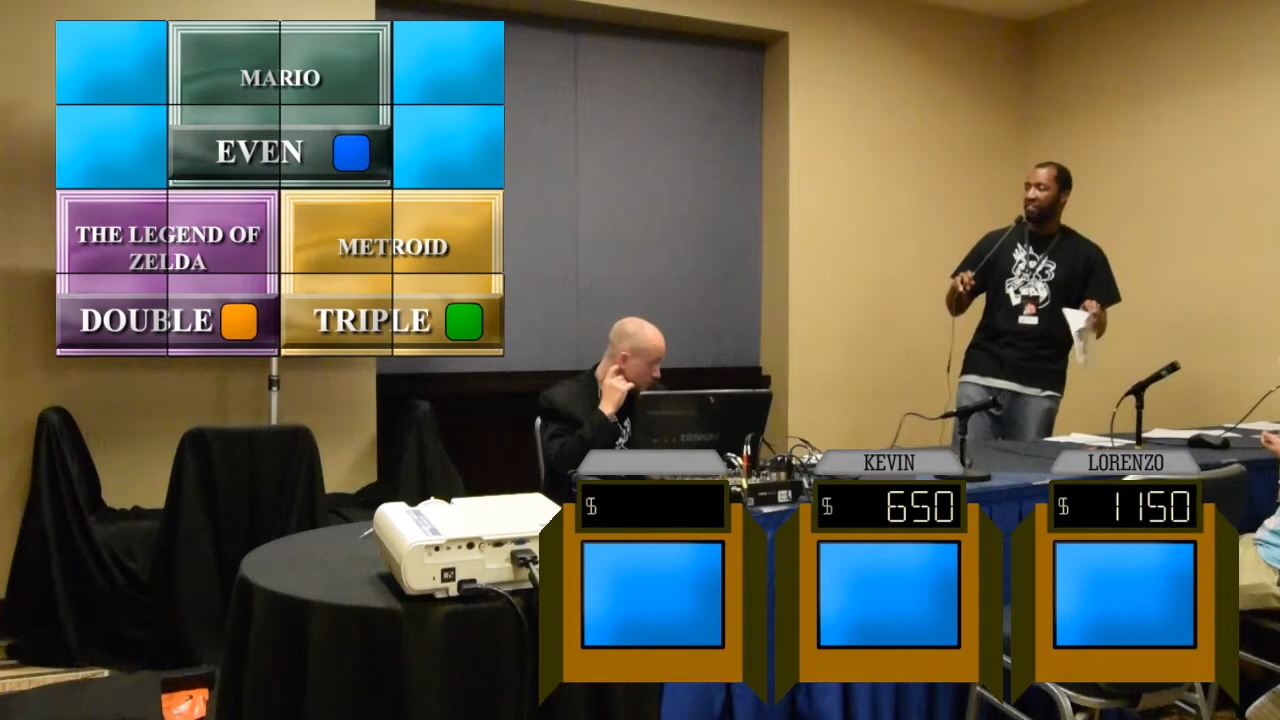 MARIO
EVEN
THE LEGEND OF
ZELDA
DOUBLE
METROID
TRIPLE
KEVIN
LORENZO
$
$ 650
$ 1150